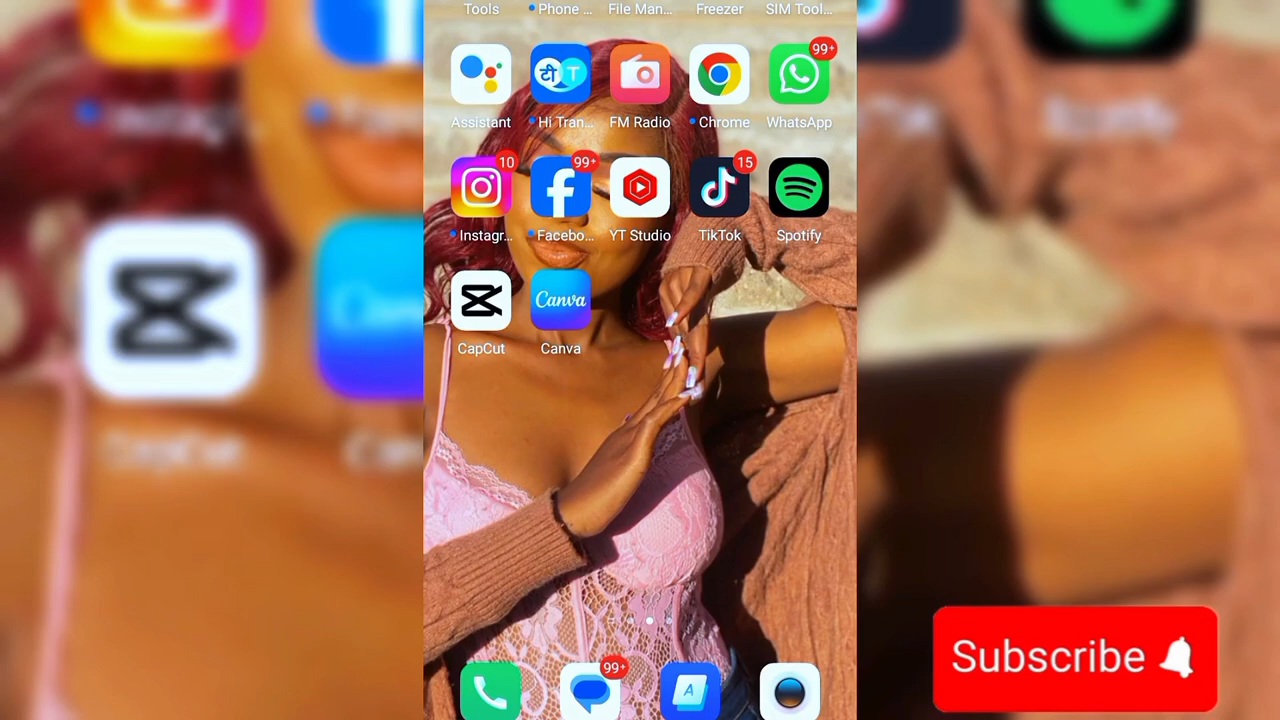 Tools Phone ... File Man... Freezer SIM Tool...
99+
टी T
Assistant Hi Tran... FM Radio Chrome WhatsApp
10 99+ 15
Instagr... Facebo... YT Studio TikTok Spotify
Canva
CapCut Canva
99+
A
Subscribe